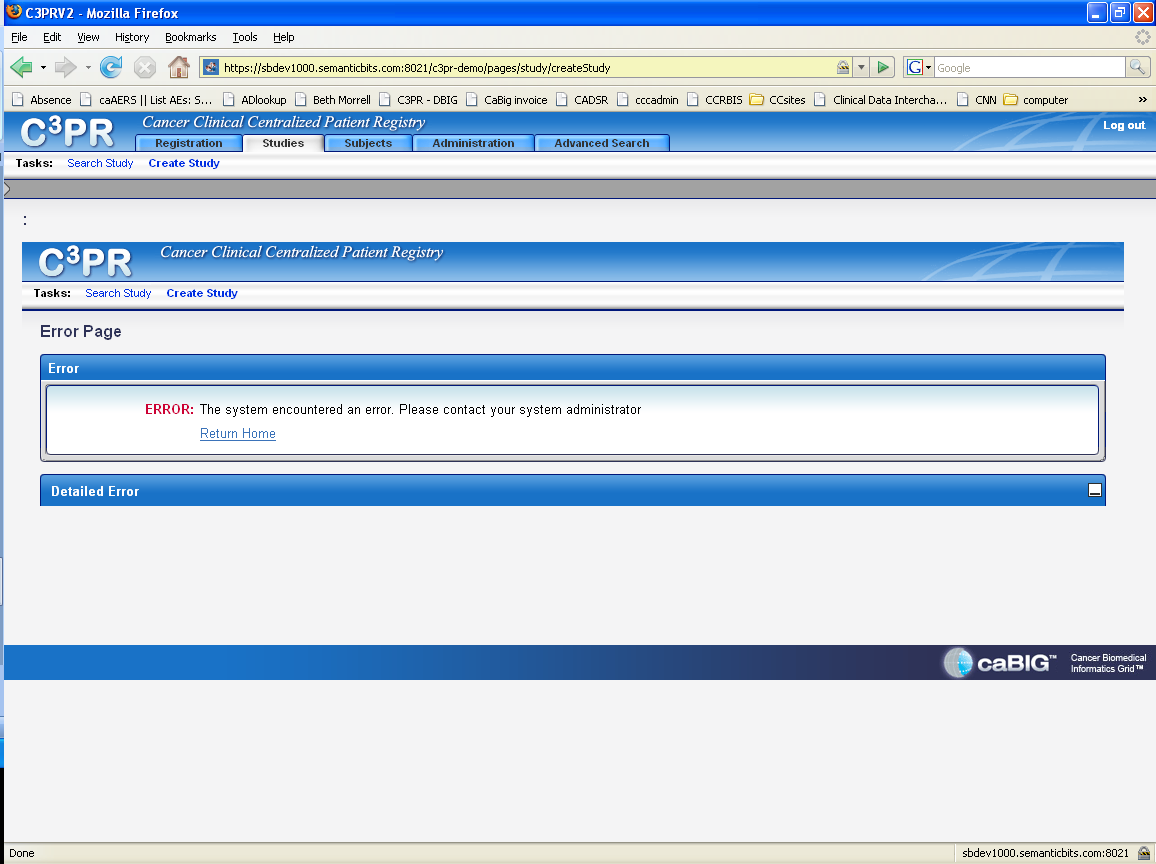 C3PRV2 - Mozilla Firefox
File Edit View History Bookmarks Tools Help
https://sbdev1000.semanticbits.com:8021/c3pr-demo/pages/study/createStudy G Google
Absence caAERS || List AEs: S... ADlookup Beth Morrell C3PR - DBIG CaBig invoice CADSR cccadmin CCRBIS CCsites Clinical Data Intercha... CNN computer »
C3PR Cancer Clinical Centralized Patient Registry Log out
Registration Studies Subjects Administration Advanced Search
Tasks: Search Study Create Study
:
C3PR Cancer Clinical Centralized Patient Registry
Tasks: Search Study Create Study
Error Page
Error
ERROR: The system encountered an error. Please contact your system administrator
Return Home
Detailed Error
caBIG™ Cancer Biomedical
Informatics Grid™
Done sbdev1000.semanticbits.com:8021